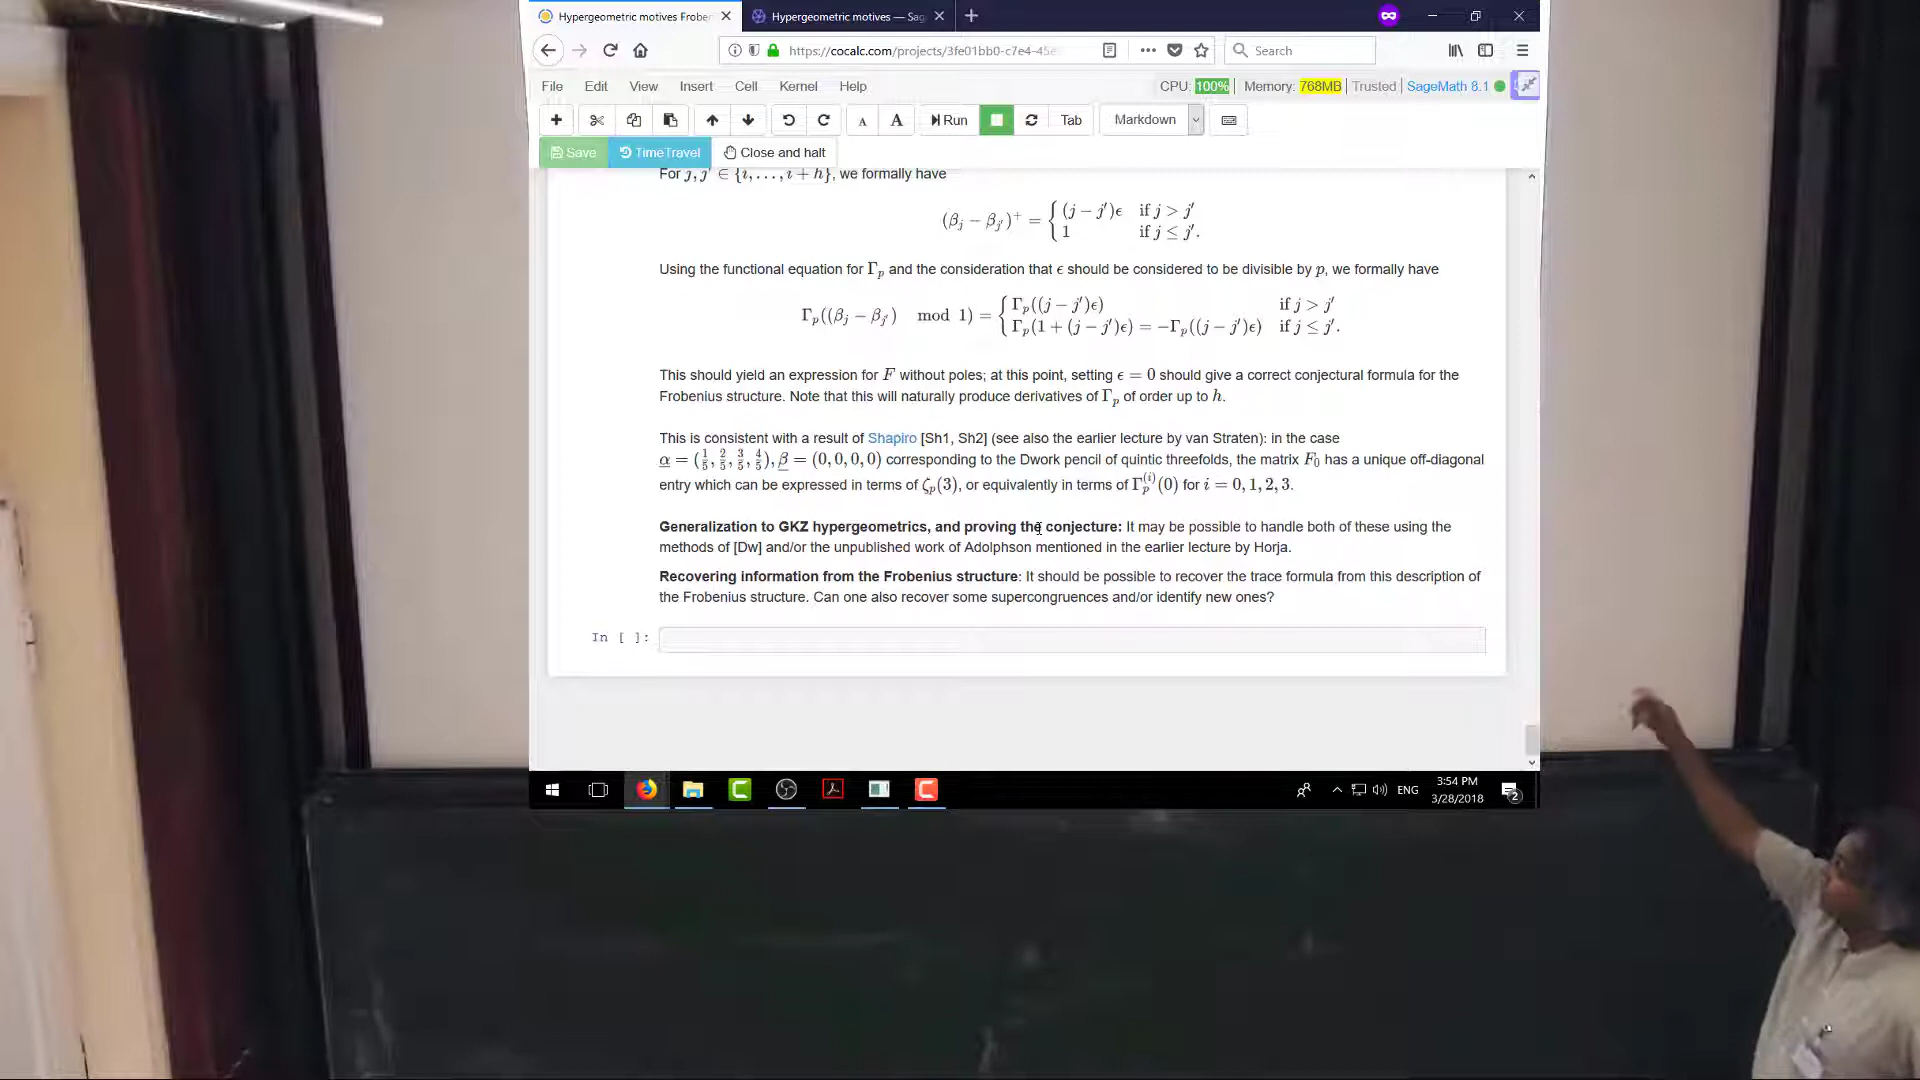 Hypergeometric motives Frobe
Hypergeometric motives — Sag
https://cocalc.com/projects/3fe01bb0-c7e4-45e
Search
File Edit View Insert Cell Kernel Help
CPU: 100% Memory: 768MB Trusted SageMath 8.1
A A Run Tab Markdown
Save TimeTravel Close and halt
For j, j′ ∈ {i, . . . , i + h}, we formally have
(βj − βj′)+ = { (j − j′)ϵ if j > j′
1 if j ≤ j′.
Using the functional equation for Γp and the consideration that ϵ should be considered to be divisible by p, we formally have
Γp((βj − βj′) mod 1) = { Γp((j − j′)ϵ) if j > j′
Γp(1 + (j − j′)ϵ) = −Γp((j − j′)ϵ) if j ≤ j′.
This should yield an expression for F without poles; at this point, setting ϵ = 0 should give a correct conjectural formula for the
Frobenius structure. Note that this will naturally produce derivatives of Γp of order up to h.
This is consistent with a result of Shapiro [Sh1, Sh2] (see also the earlier lecture by van Straten): in the case
α = (1/5, 2/5, 3/5, 4/5), β = (0, 0, 0, 0) corresponding to the Dwork pencil of quintic threefolds, the matrix F0 has a unique off-diagonal
entry which can be expressed in terms of ζp(3), or equivalently in terms of Γp(i)(0) for i = 0, 1, 2, 3.
Generalization to GKZ hypergeometrics, and proving the conjecture: It may be possible to handle both of these using the
methods of [Dw] and/or the unpublished work of Adolphson mentioned in the earlier lecture by Horja.
Recovering information from the Frobenius structure: It should be possible to recover the trace formula from this description of
the Frobenius structure. Can one also recover some supercongruences and/or identify new ones?
In [ ]:
ENG
3:54 PM
3/28/2018
2